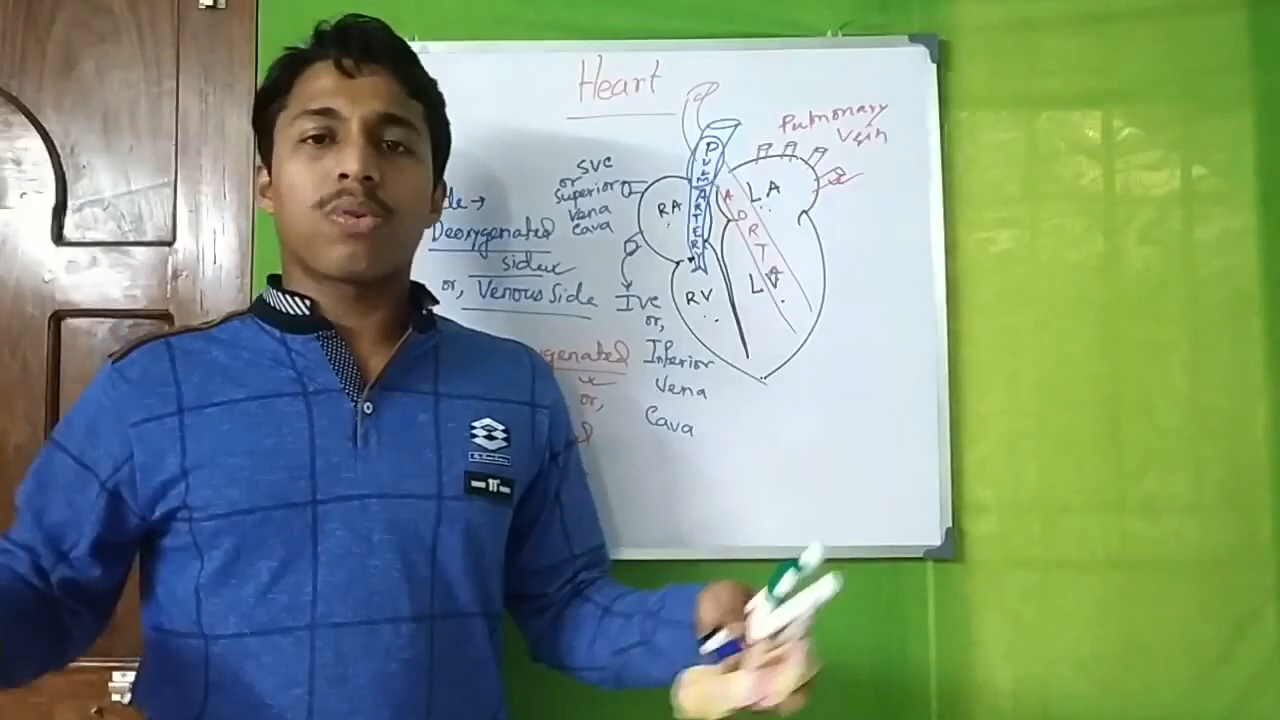 Heart
Pulmonary
Vein
SVC
or
Superior
Vena
Cava
Deoxygenated
side
or, Venous Side
RA
LA
RV
LV
PULM ARTERY
AORTA
IVC
or,
Inferior
Vena
Cava
genated
or,